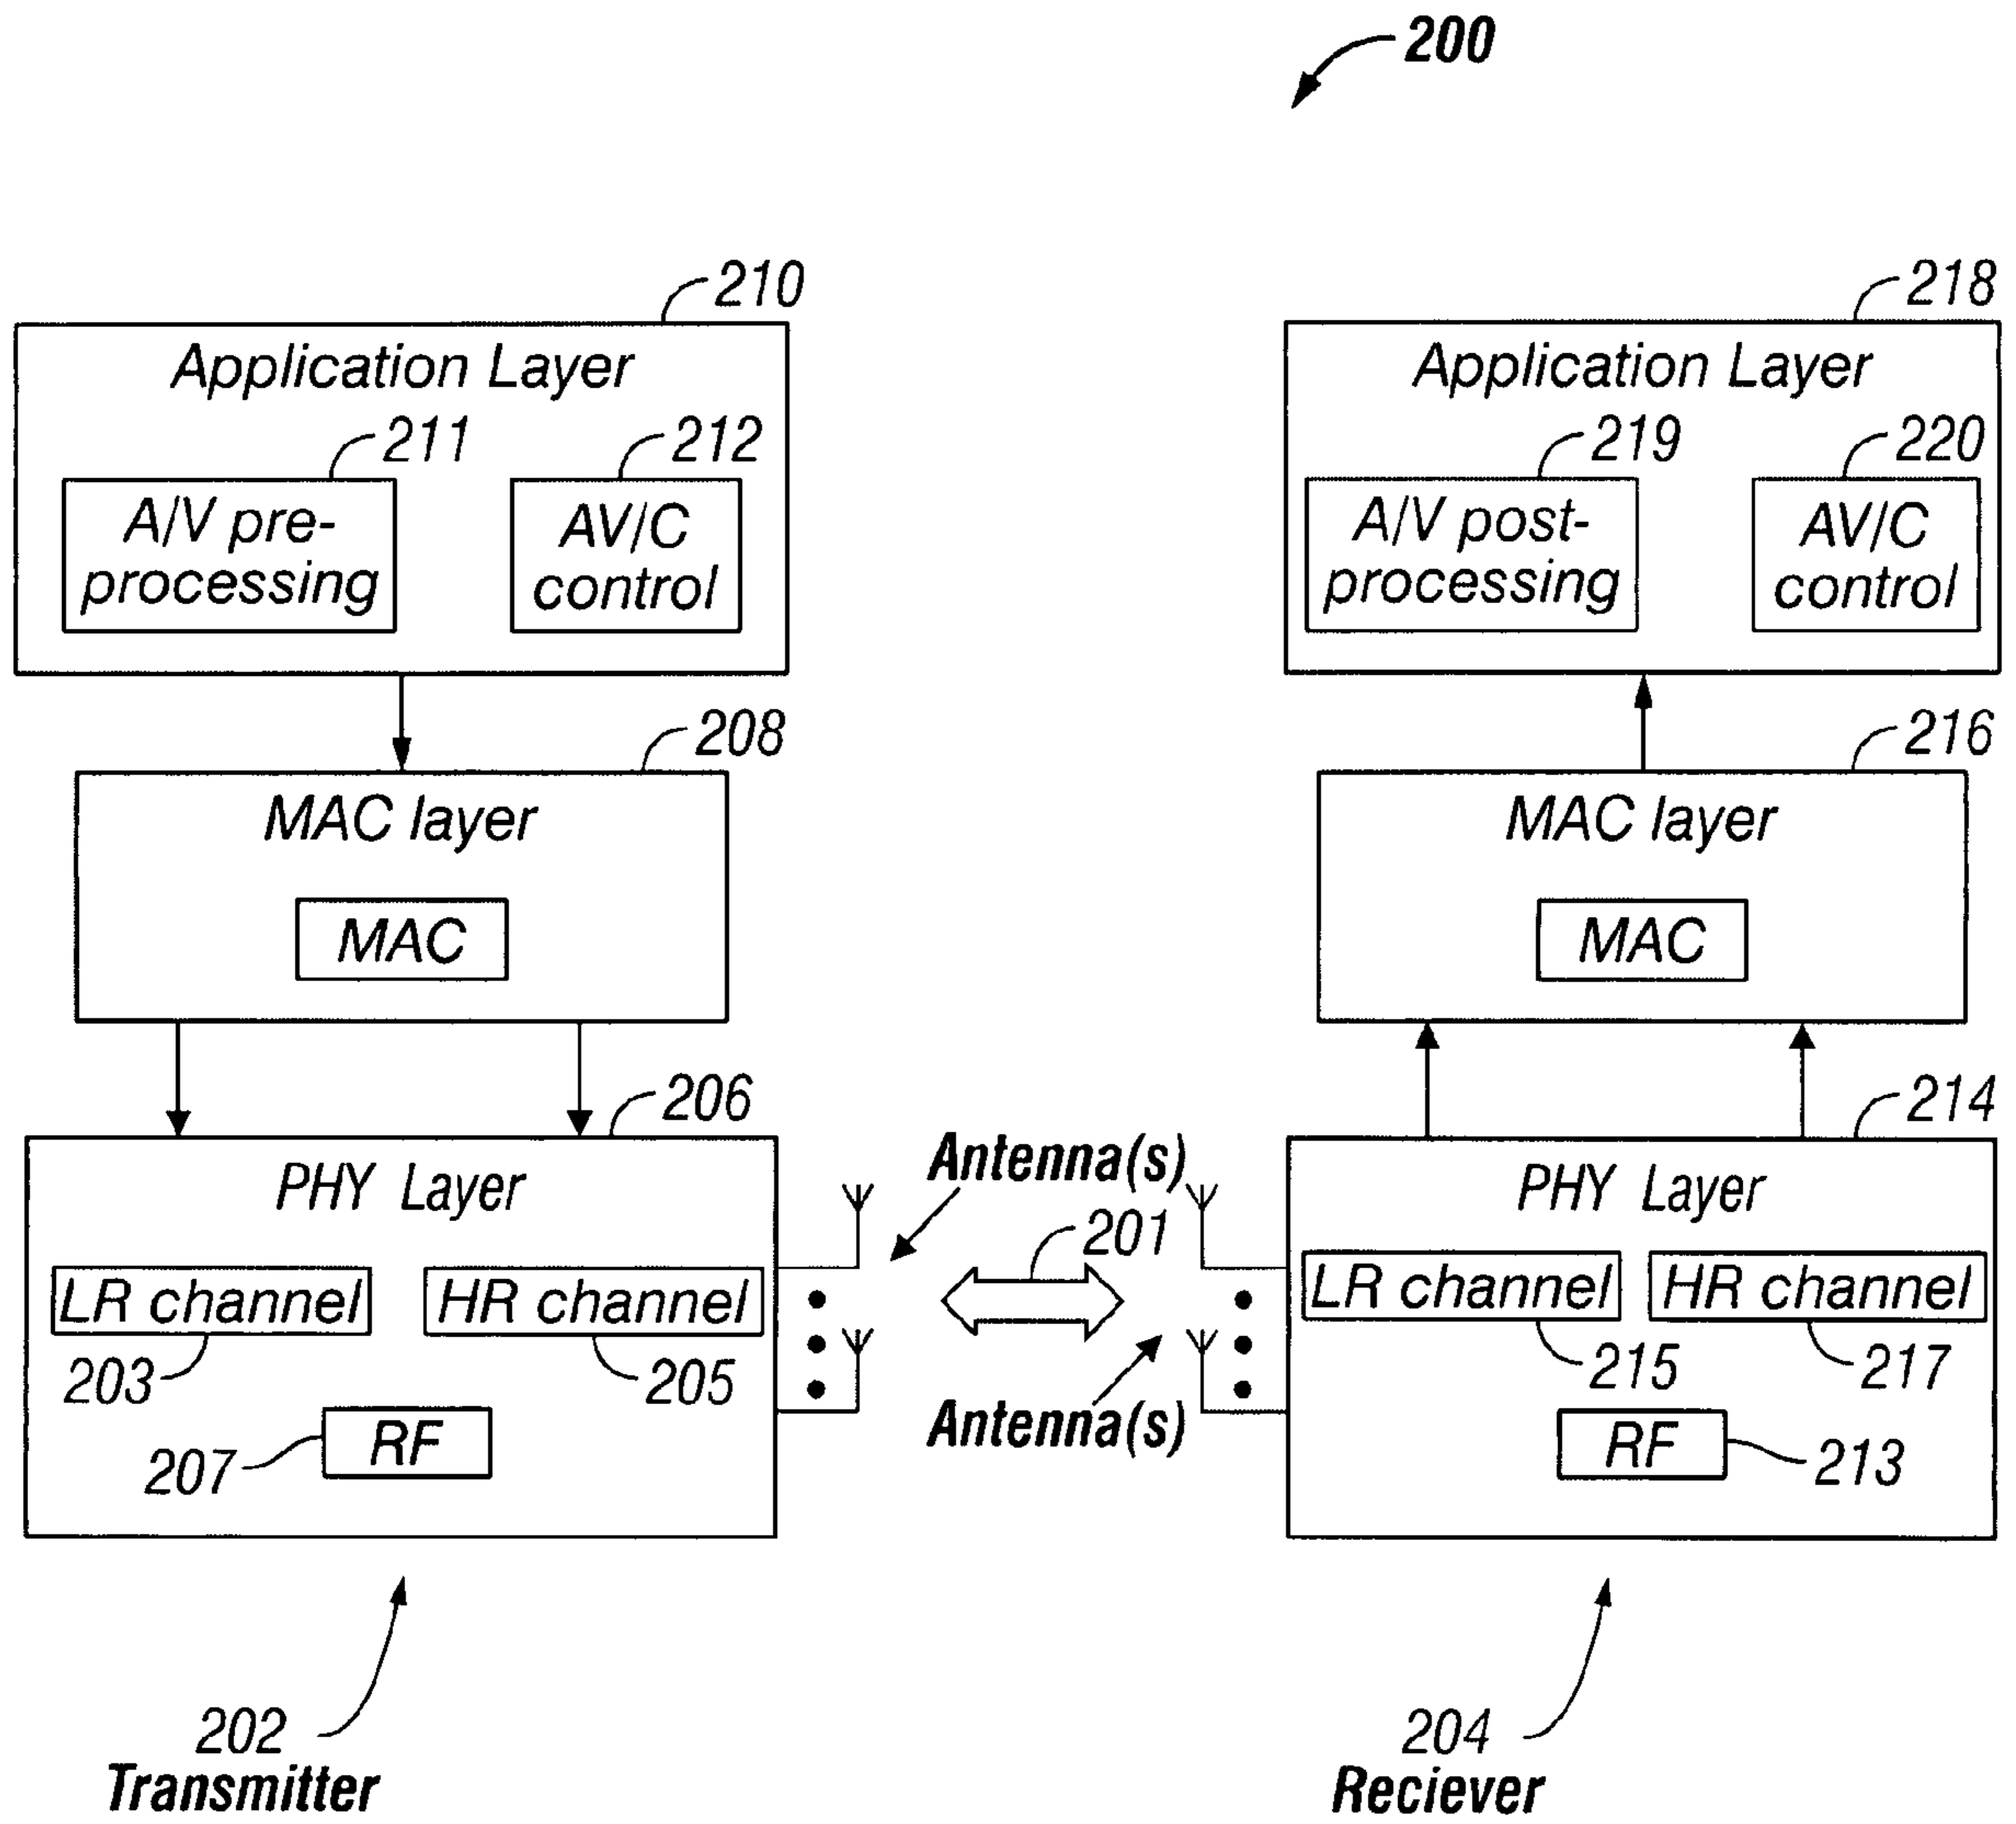 200
210
Application Layer
211
212
A/V pre-
processing
AV/C
control
208
MAC layer
MAC
206
PHY Layer
LR channel
HR channel
203
205
RF
207
202
Transmitter
Antenna(s)
201
Antenna(s)
218
Application Layer
219
220
A/V post-
processing
AV/C
control
216
MAC layer
MAC
214
PHY Layer
LR channel
HR channel
215
217
RF
213
204
Reciever